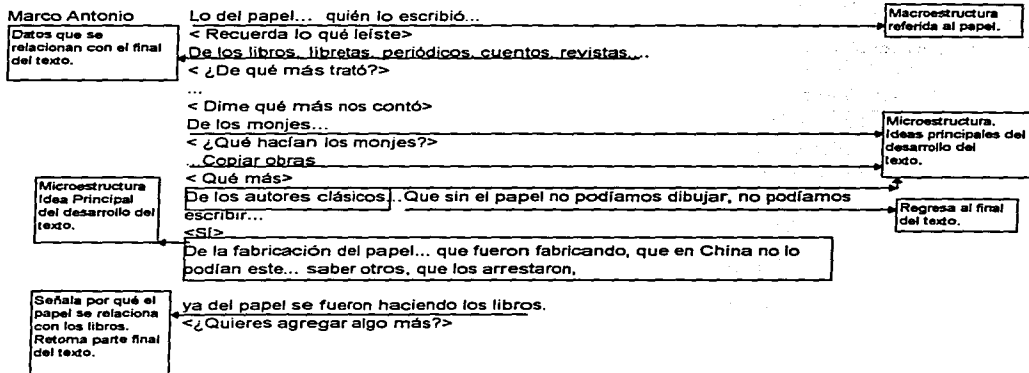 Marco Antonio
Lo del papel... quién lo escribió...
< Recuerda lo qué leíste>
De los libros, libretas, periódicos, cuentos, revistas....
< ¿De qué más trató?>
...
< Dime qué más nos contó>
De los monjes...
< ¿Qué hacían los monjes?>
...Copiar obras
< Qué más>
De los autores clásicos...Que sin el papel no podíamos dibujar, no podíamos
escribir...
<Sí>
De la fabricación del papel... que fueron fabricando, que en China no lo
podían este... saber otros, que los arrestaron,
ya del papel se fueron haciendo los libros.
<¿Quieres agregar algo más?>
Datos que se
relacionan con el final
del texto.
Microestructura
Idea Principal
del desarrollo del
texto.
Señala por qué el
papel se relaciona
con los libros.
Retoma parte final
del texto.
Macroestructura
referida al papel.
Microestructura.
Ideas principales del
desarrollo del
texto.
Regresa al final
del texto.